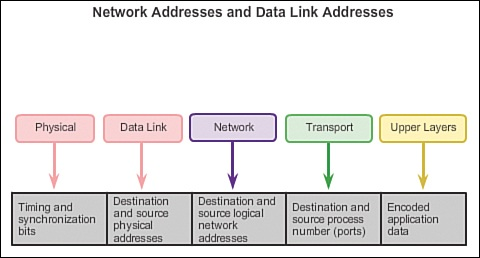 Network Addresses and Data Link Addresses
Physical
Data Link
Network
Transport
Upper Layers
Timing and
synchronization
bits
Destination
and source
physical
addresses
Destination and
source logical
network
addresses
Destination and
source process
number (ports)
Encoded
application
data